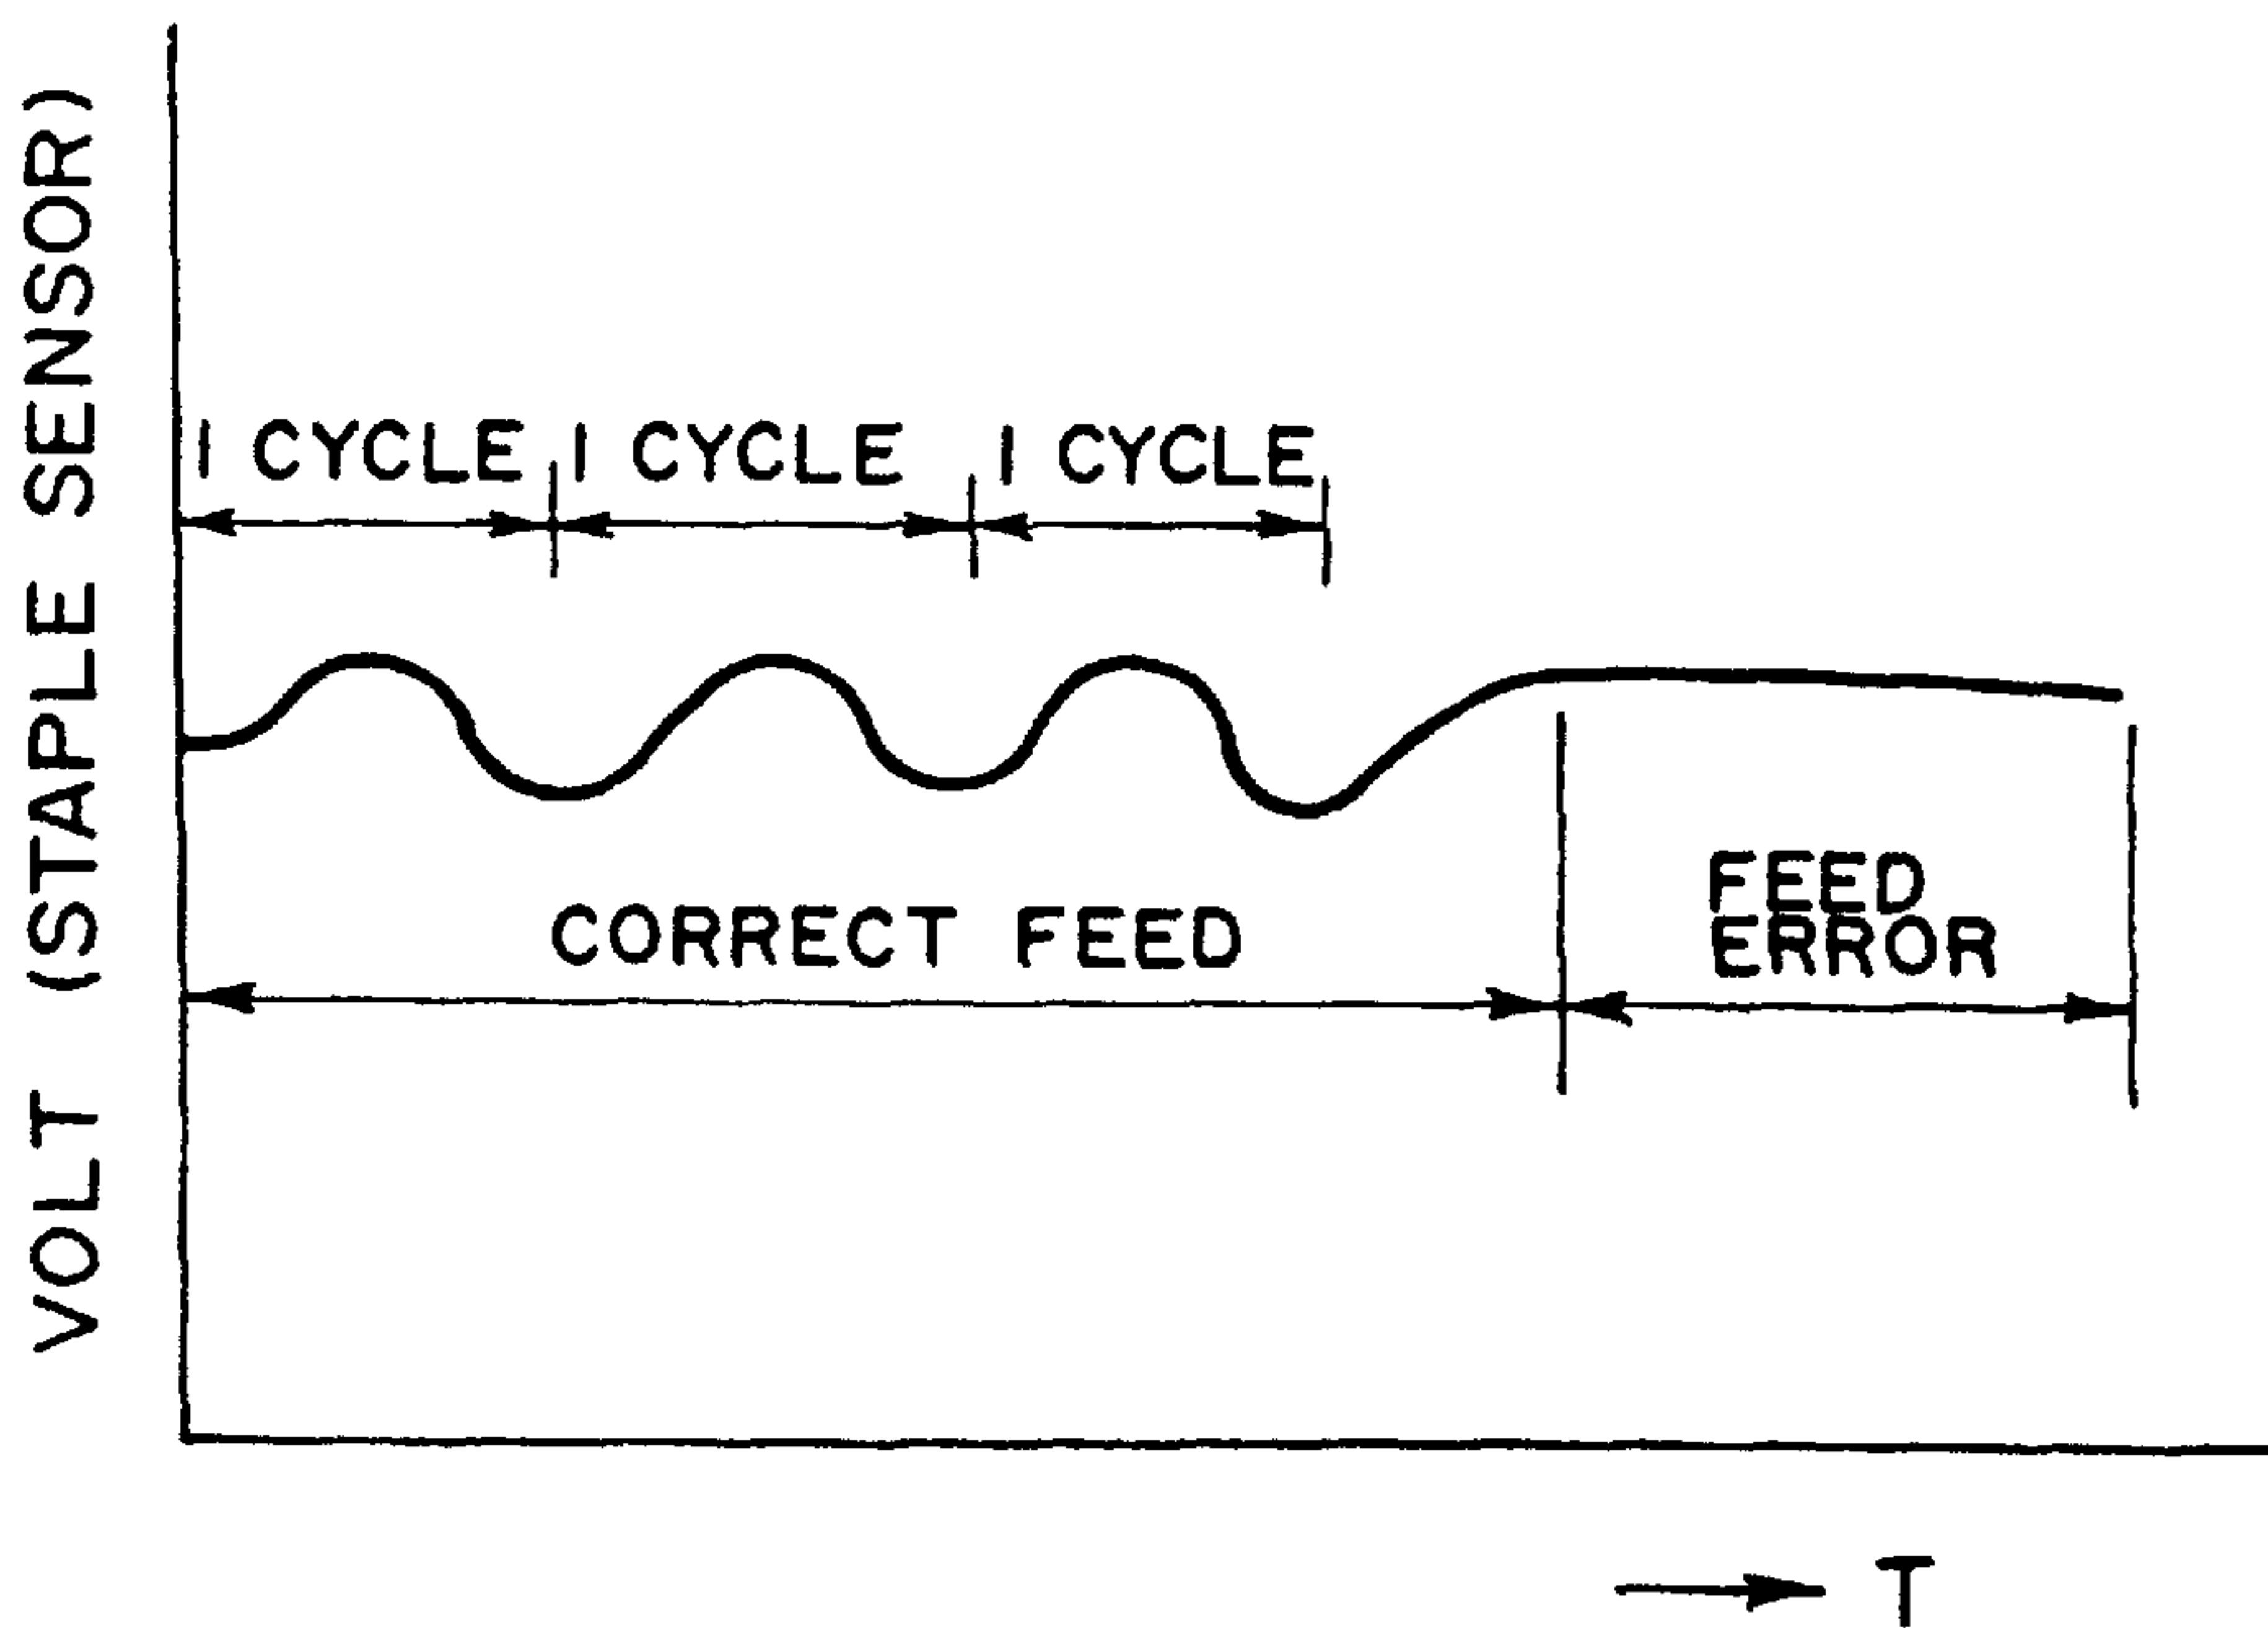 VOLT (STAPLE SENSOR)
1 CYCLE 1 CYCLE 1 CYCLE
CORRECT FEED
FEED
ERROR
T